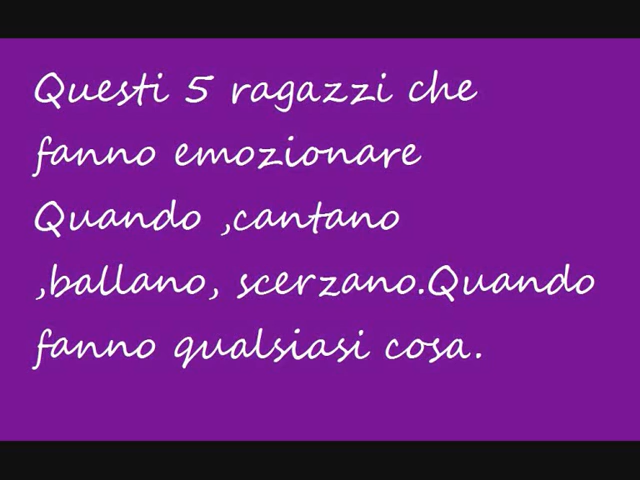 Questi 5 ragazzi che
fanno emozionare
Quando ,cantano
,ballano, scerzano.Quando
fanno qualsiasi cosa.